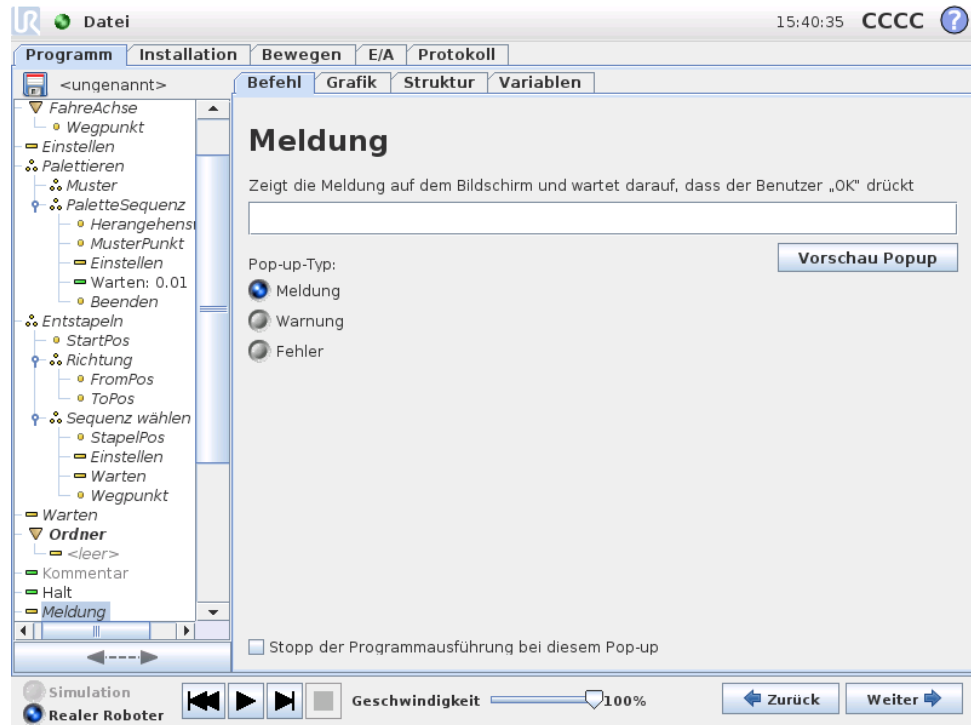 Datei 15:40:35 CCCC ?
Programm Installation Bewegen E/A Protokoll
<ungenannt>
FahreAchse
Wegpunkt
Einstellen
Palettieren
Muster
PaletteSequenz
Herangehens
MusterPunkt
Einstellen
Warten: 0.01
Beenden
Entstapeln
StartPos
Richtung
FromPos
ToPos
Sequenz wählen
StapelPos
Einstellen
Warten
Wegpunkt
Warten
Ordner
<leer>
Kommentar
Halt
Meldung
Befehl Grafik Struktur Variablen
Meldung
Zeigt die Meldung auf dem Bildschirm und wartet darauf, dass der Benutzer „OK" drückt
Vorschau Popup
Pop-up-Typ:
Meldung
Warnung
Fehler
Stopp der Programmausführung bei diesem Pop-up
Simulation
Realer Roboter
Geschwindigkeit 100%
Zurück Weiter